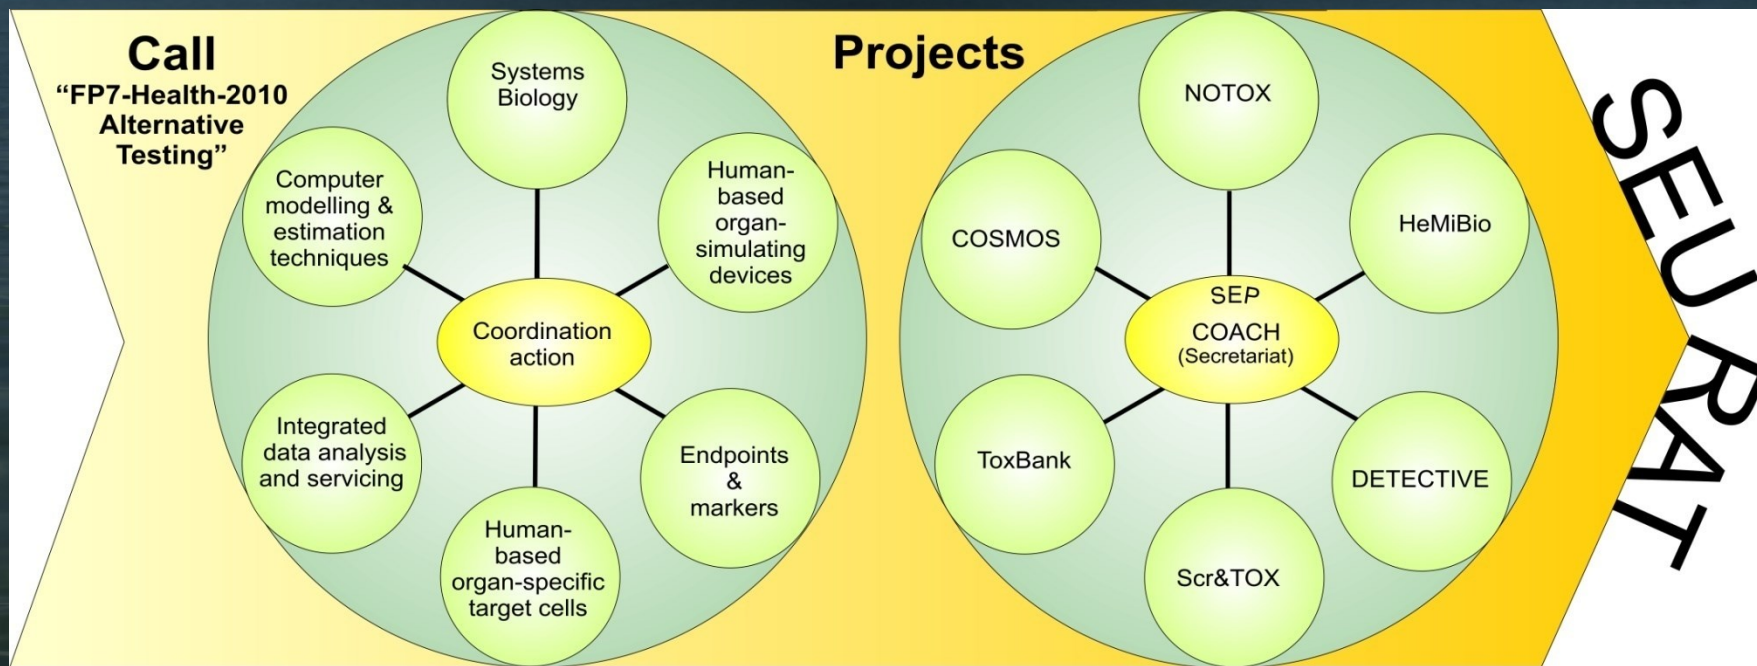 Call
“FP7-Health-2010
Alternative
Testing”
Systems
Biology
Computer
modelling &
estimation
techniques
Human-
based
organ-
simulating
devices
Coordination
action
Integrated
data analysis
and servicing
Endpoints
&
markers
Human-
based
organ-specific
target cells
Projects
NOTOX
COSMOS
HeMiBio
SEP
COACH
(Secretariat)
ToxBank
DETECTIVE
Scr&TOX
SEURAT